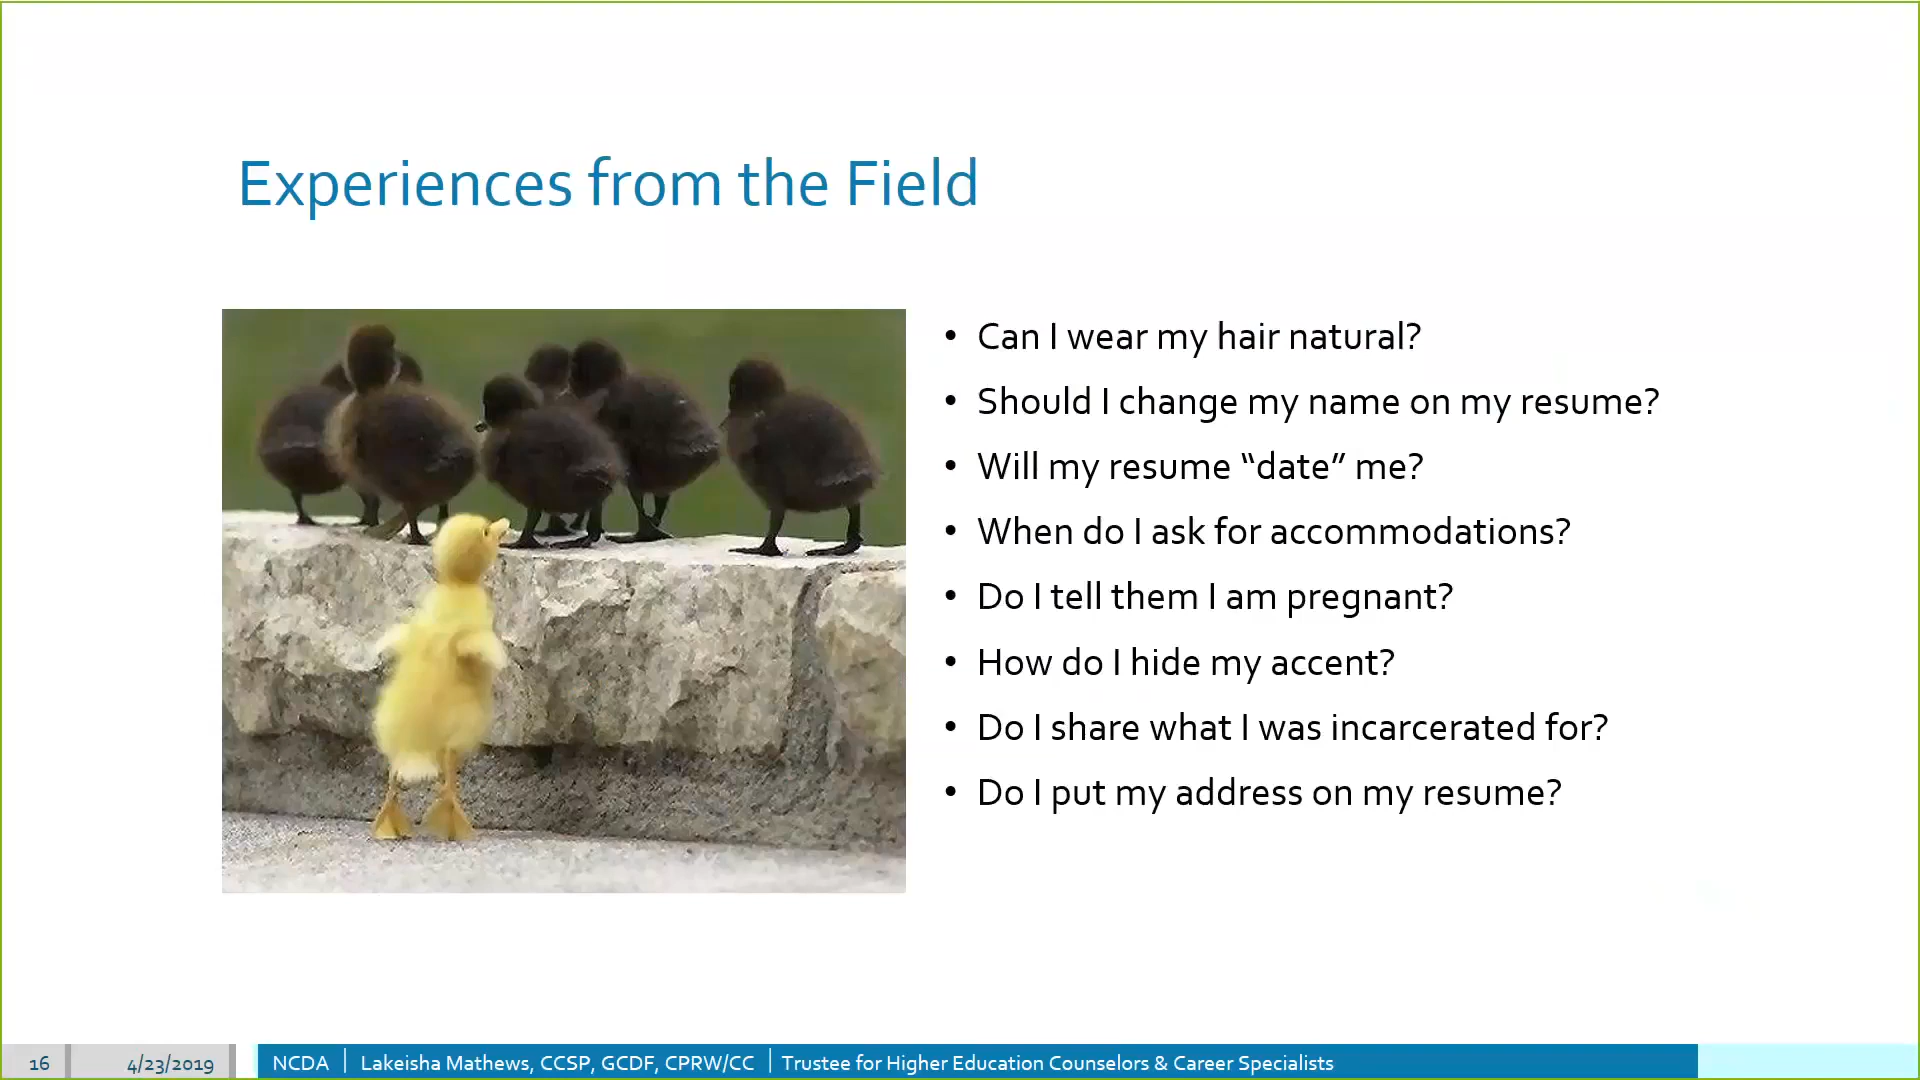 Experiences from the Field
• Can I wear my hair natural?
• Should I change my name on my resume?
• Will my resume “date” me?
• When do I ask for accommodations?
• Do I tell them I am pregnant?
• How do I hide my accent?
• Do I share what I was incarcerated for?
• Do I put my address on my resume?
16 4/23/2019 NCDA | Lakeisha Mathews, CCSP, GCDF, CPRW/CC | Trustee for Higher Education Counselors & Career Specialists